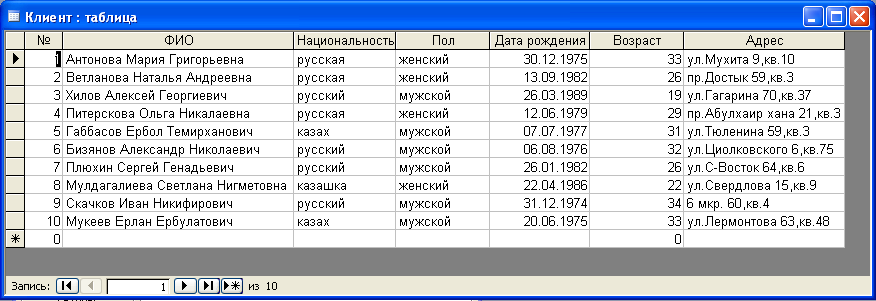 Клиент : таблица
№ ФИО Национальность Пол Дата рождения Возраст Адрес
1 Антонова Мария Григорьевна русская женский 30.12.1975 33 ул.Мухита 9,кв.10
2 Ветланова Наталья Андреевна русская женский 13.09.1982 26 пр.Достык 59,кв.3
3 Хилов Алексей Георгиевич русский мужской 26.03.1989 19 ул.Гагарина 70,кв.37
4 Питерскова Ольга Никалаевна русская женский 12.06.1979 29 пр.Абулхаир хана 21,кв.3
5 Габбасов Ербол Темирханович казах мужской 07.07.1977 31 ул.Тюленина 59,кв.3
6 Бизянов Александр Николаевич русский мужской 06.08.1976 32 ул.Циолковского 6,кв.75
7 Плюхин Сергей Генадьевич русский мужской 26.01.1982 26 ул.С-Восток 64,кв.6
8 Мулдагалиева Светлана Нигметовна казашка женский 22.04.1986 22 ул.Свердлова 15,кв.9
9 Скачков Иван Никифирович русский мужской 31.12.1974 34 6 мкр. 60,кв.4
10 Мукеев Ерлан Ербулатович казах мужской 20.06.1975 33 ул.Лермонтова 63,кв.48
0 0
Запись: 1 из 10